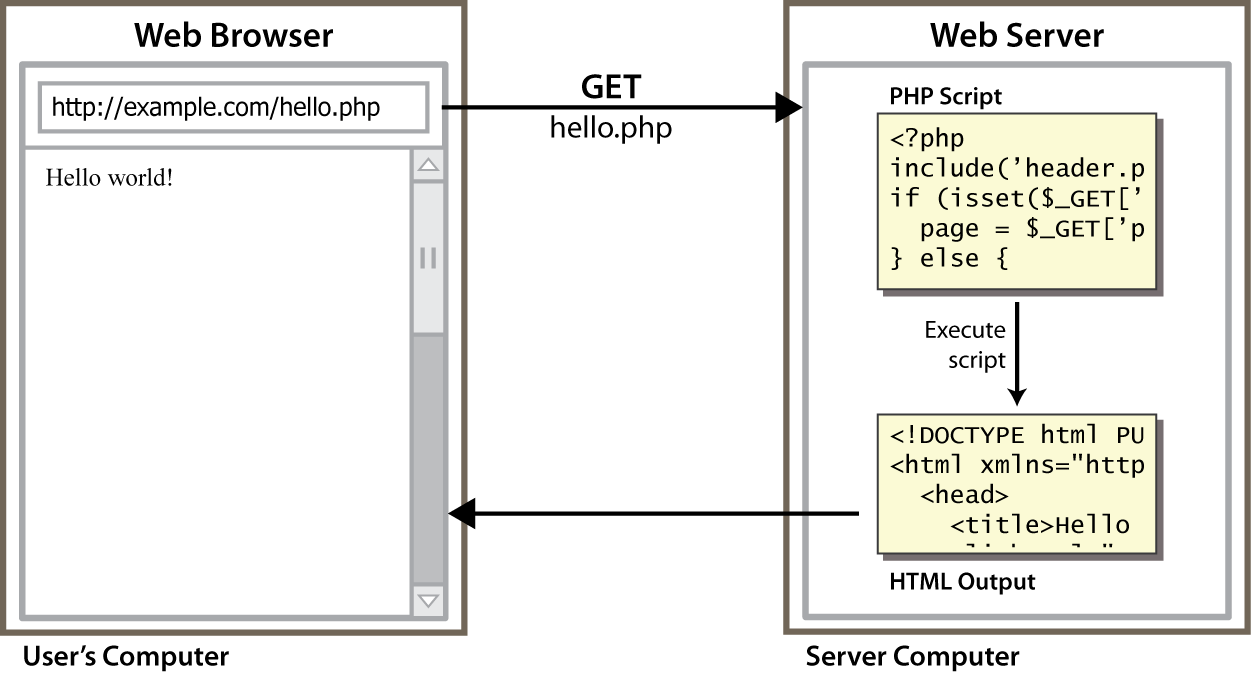 Web Browser
http://example.com/hello.php
Hello world!
User's Computer
GET
hello.php
Web Server
PHP Script
<?php
include(’header.p
if (isset($_GET[’
  page = $_GET[’p
} else {
Execute
script
<!DOCTYPE html PU
<html xmlns="http
  <head>
    <title>Hello
HTML Output
Server Computer